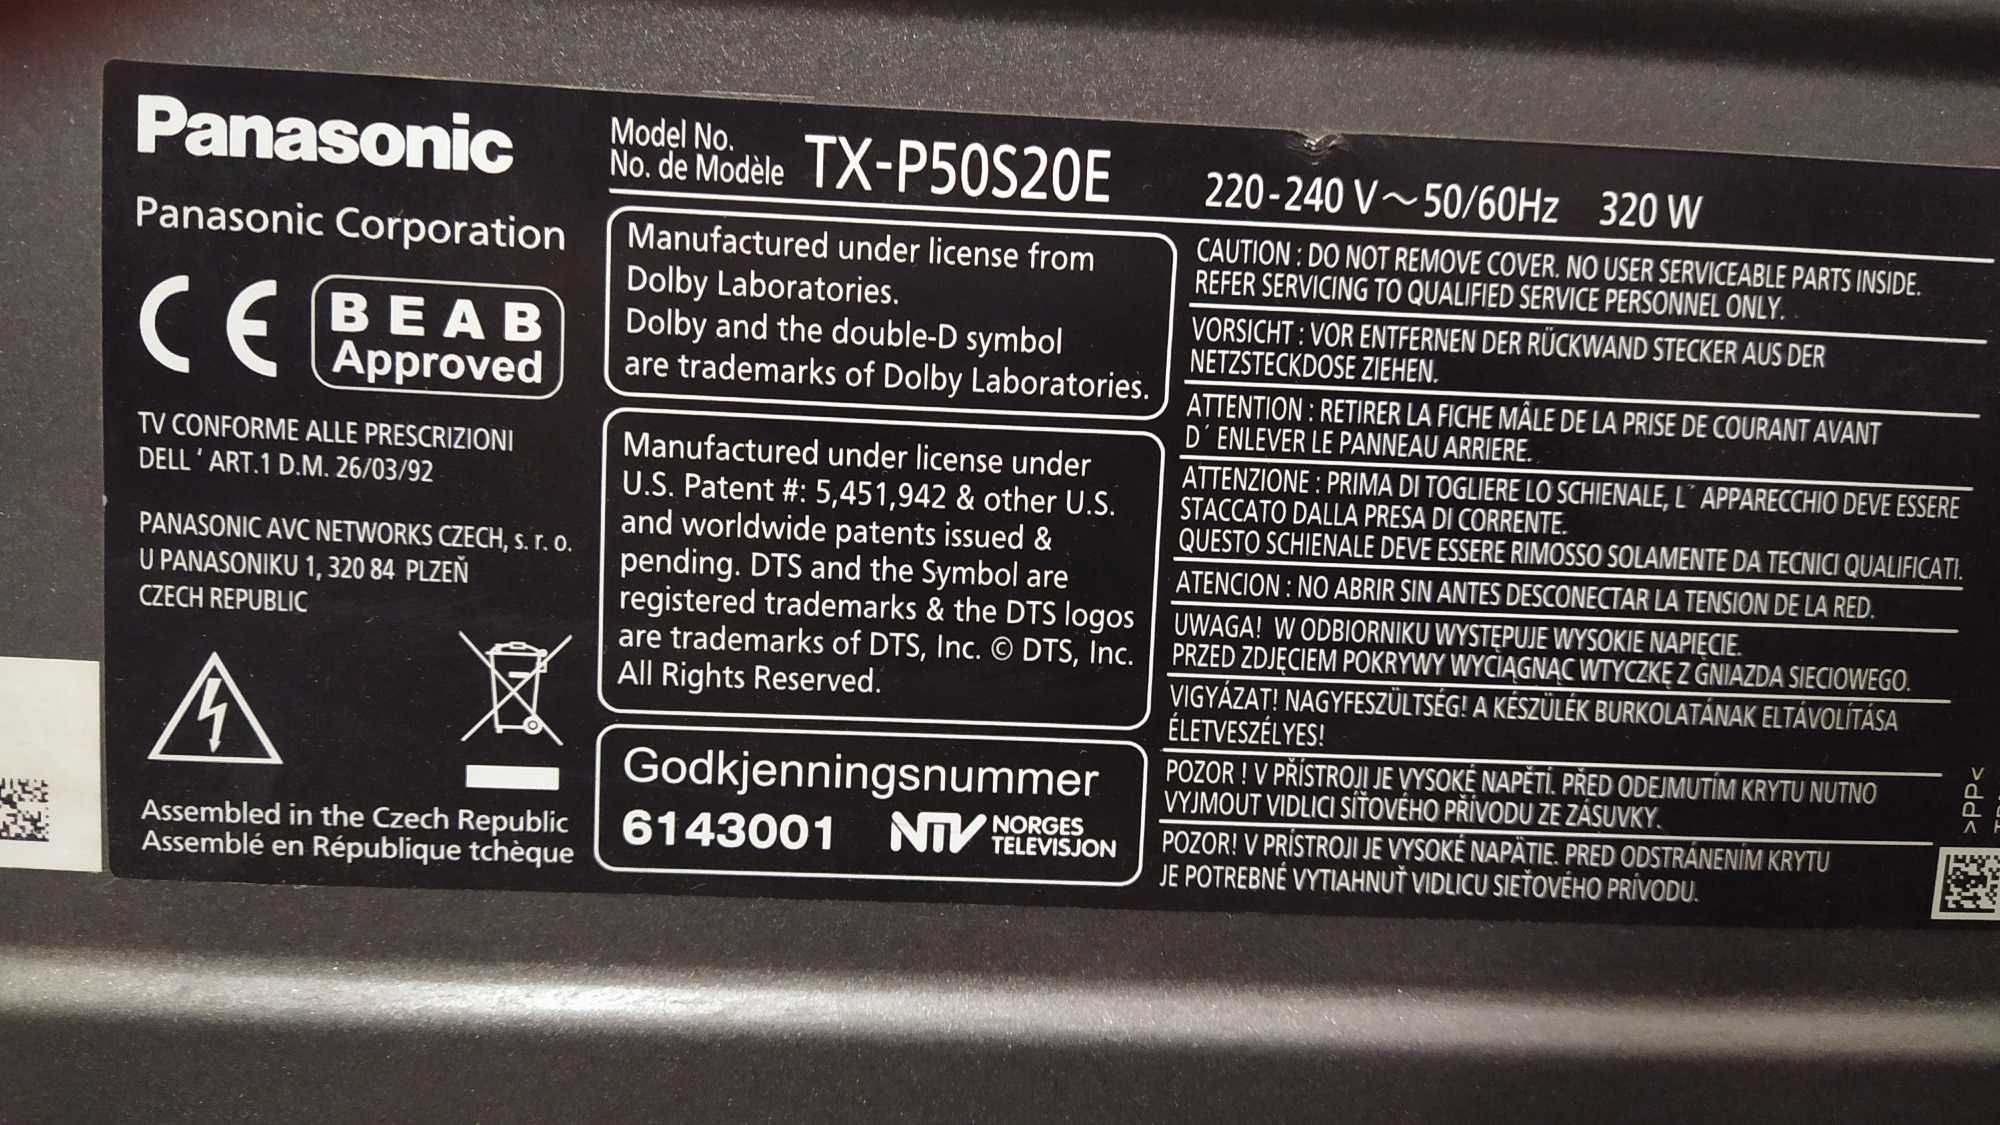 Panasonic
Panasonic Corporation
CE
BEAB
Approved
TV CONFORME ALLE PRESCRIZIONI
DELL ' ART.1 D.M. 26/03/92
PANASONIC AVC NETWORKS CZECH, s. r. o.
U PANASONIKU 1, 320 84 PLZEŇ
CZECH REPUBLIC
Assembled in the Czech Republic
Assemblé en République tchèque
Model No.
No. de Modèle
TX-P50S20E
220-240 V ~ 50/60Hz 320 W
Manufactured under license from
Dolby Laboratories.
Dolby and the double-D symbol
are trademarks of Dolby Laboratories.
Manufactured under license under
U.S. Patent #: 5,451,942 & other U.S.
and worldwide patents issued &
pending. DTS and the Symbol are
registered trademarks & the DTS logos
are trademarks of DTS, Inc. © DTS, Inc.
All Rights Reserved.
Godkjenningsnummer
6143001
NTV NORGES
TELEVISJON
CAUTION : DO NOT REMOVE COVER. NO USER SERVICEABLE PARTS INSIDE.
REFER SERVICING TO QUALIFIED SERVICE PERSONNEL ONLY.
VORSICHT : VOR ENTFERNEN DER RÜCKWAND STECKER AUS DER
NETZSTECKDOSE ZIEHEN.
ATTENTION : RETIRER LA FICHE MÂLE DE LA PRISE DE COURANT AVANT
D´ ENLEVER LE PANNEAU ARRIERE.
ATTENZIONE : PRIMA DI TOGLIERE LO SCHIENALE, L´ APPARECCHIO DEVE ESSERE
STACCATO DALLA PRESA DI CORRENTE.
QUESTO SCHIENALE DEVE ESSERE RIMOSSO SOLAMENTE DA TECNICI QUALIFICATI.
ATENCION : NO ABRIR SIN ANTES DESCONECTAR LA TENSION DE LA RED.
UWAGA! W ODBIORNIKU WYSTĘPUJE WYSOKIE NAPIĘCIE.
PRZED ZDJĘCIEM POKRYWY WYCIĄGNĄĆ WTYCZKĘ Z GNIAZDA SIECIOWEGO.
VIGYÁZAT! NAGYFESZÜLTSÉG! A KÉSZÜLÉK BURKOLATÁNAK ELTÁVOLÍTÁSA
ÉLETVESZÉLYES!
POZOR ! V PŘÍSTROJI JE VYSOKÉ NAPĚTÍ. PŘED ODEJMUTÍM KRYTU NUTNO
VYJMOUT VIDLICI SÍŤOVÉHO PŘÍVODU ZE ZÁSUVKY.
POZOR! V PRÍSTROJI JE VYSOKÉ NAPÄTIE. PRED ODSTRÁNENÍM KRYTU
JE POTREBNÉ VYTIAHNUŤ VIDLICU SIEŤOVÉHO PRÍVODU.
>PP<